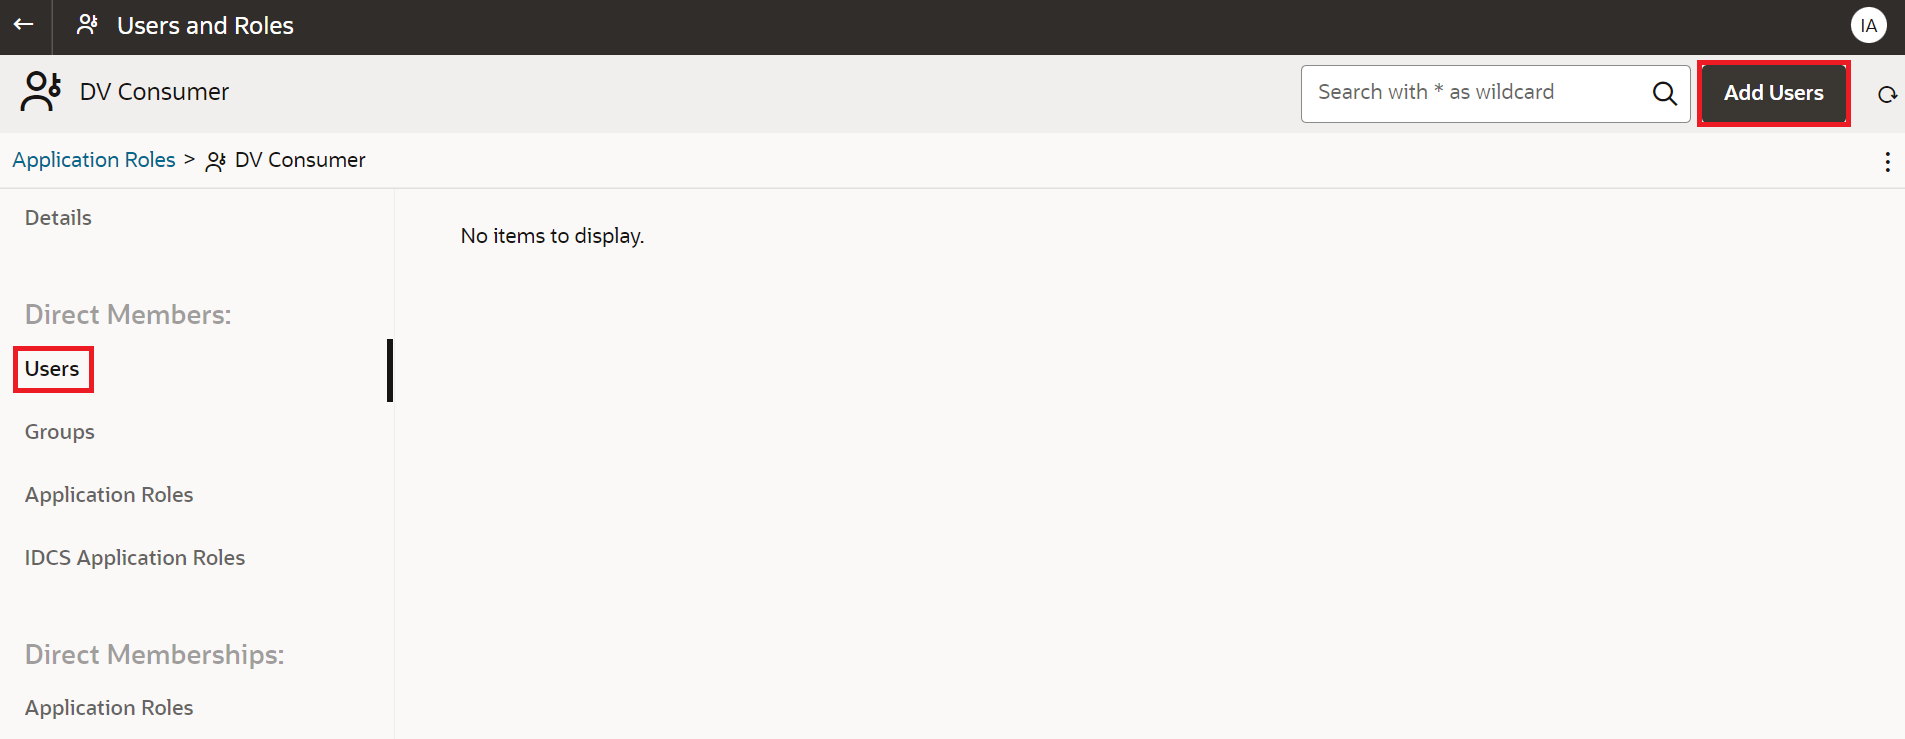 Users and Roles
IA
DV Consumer
Search with * as wildcard
Add Users
Application Roles > DV Consumer
Details
No items to display.
Direct Members:
Users
Groups
Application Roles
IDCS Application Roles
Direct Memberships:
Application Roles